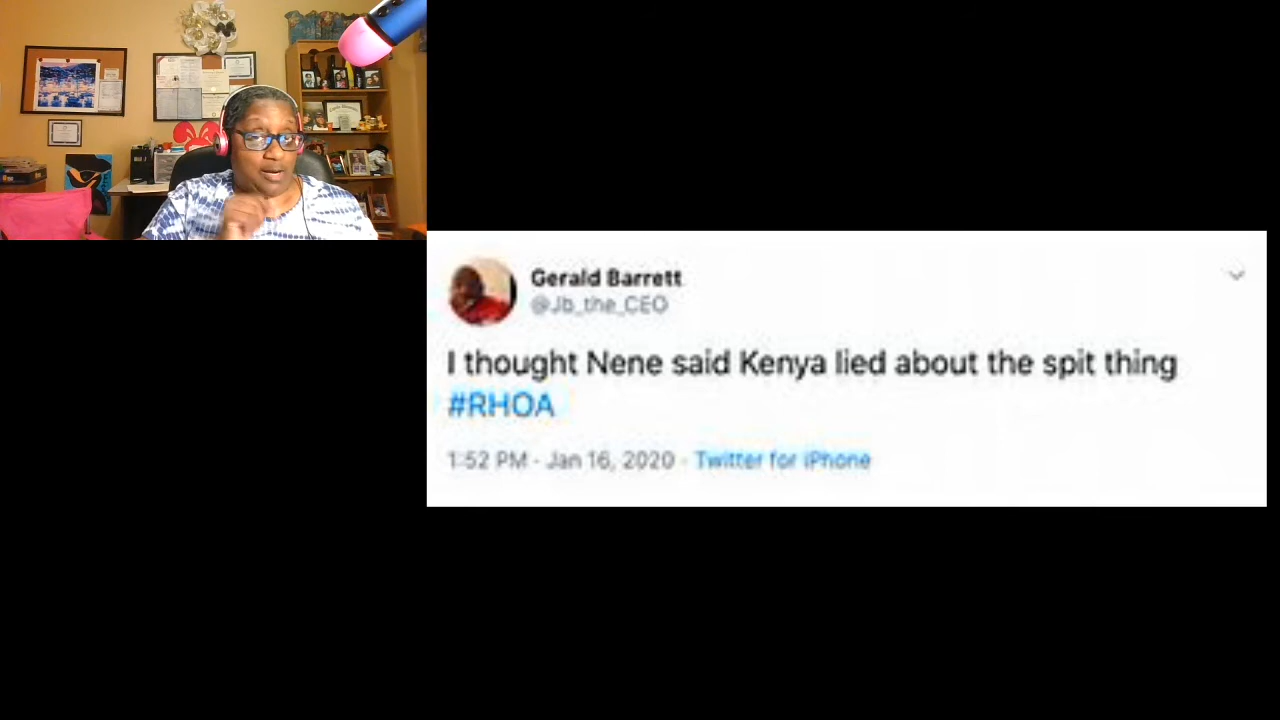 Gerald Barrett
@Jb_the_CEO
I thought Nene said Kenya lied about the spit thing
#RHOA
1:52 PM - Jan 16, 2020 · Twitter for iPhone